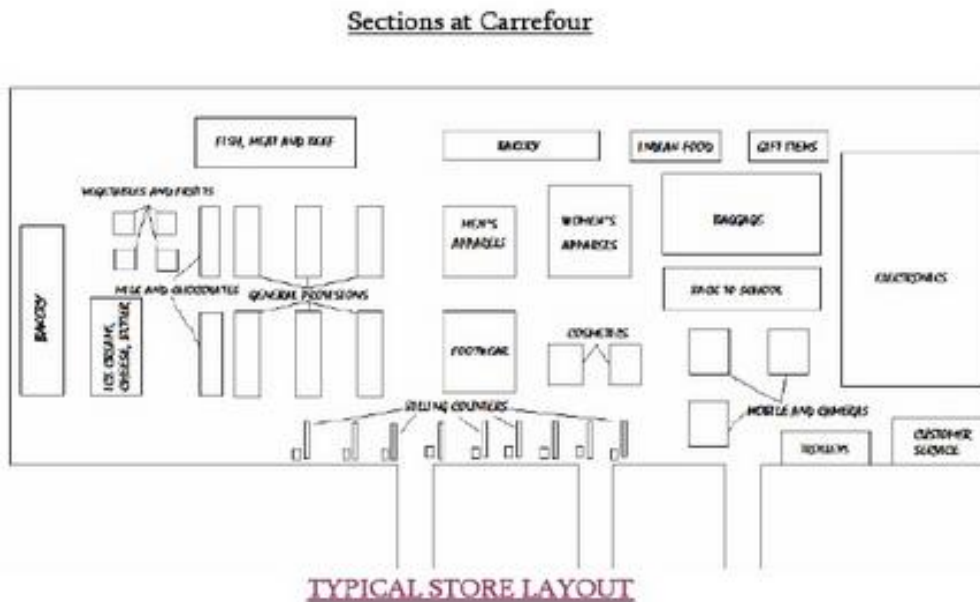 Sections at Carrefour
FISH, MEAT AND BEEF
BAKERY
INDIAN FOOD
GIFT ITEMS
VEGETABLES AND FRUITS
MEN'S
APPARELS
WOMEN'S
APPARELS
BAGGAGE
ELECTRONICS
BAKERY
MILK AND CHOCOLATES
GENERAL PROVISIONS
BACK TO SCHOOL
ICE CREAM,
CHEESE, BUTTER,
FOOTWEAR
COSMETICS
BILLING COUNTERS
MOBILE AND CAMERAS
TROLLEYS
CUSTOMER
SERVICE
TYPICAL STORE LAYOUT